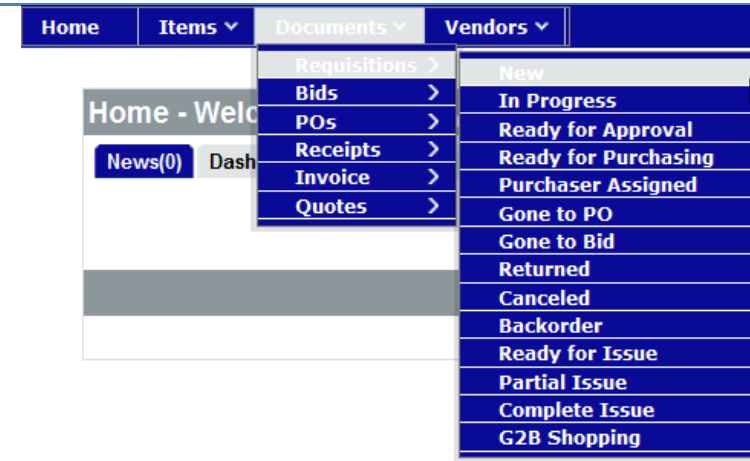 Home Items Documents Vendors
Requisitions
Bids
POs
Receipts
Invoice
Quotes
New
In Progress
Ready for Approval
Ready for Purchasing
Purchaser Assigned
Gone to PO
Gone to Bid
Returned
Canceled
Backorder
Ready for Issue
Partial Issue
Complete Issue
G2B Shopping
Home - Welc
News(0) Dash